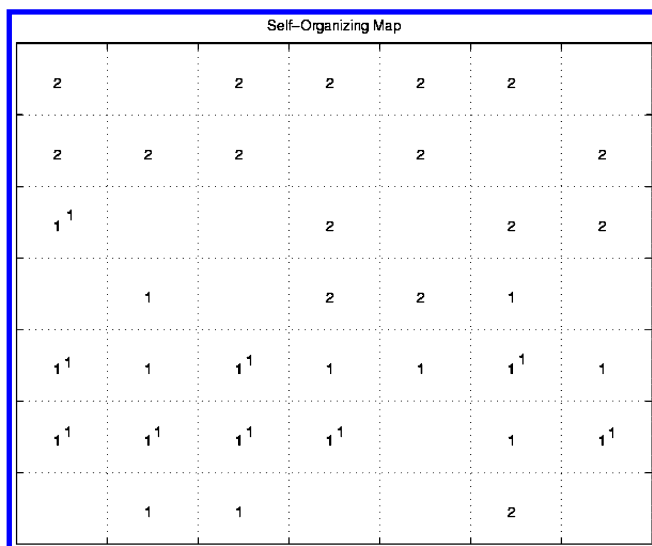 Self-Organizing Map
2 2 2 2 2
2 2 2 2 2
1 1 2 2 2
1 2 2 1
1 1 1 1 1 1 1 1 1 1
1 1 1 1 1 1 1 1 1 1 1
1 1 2